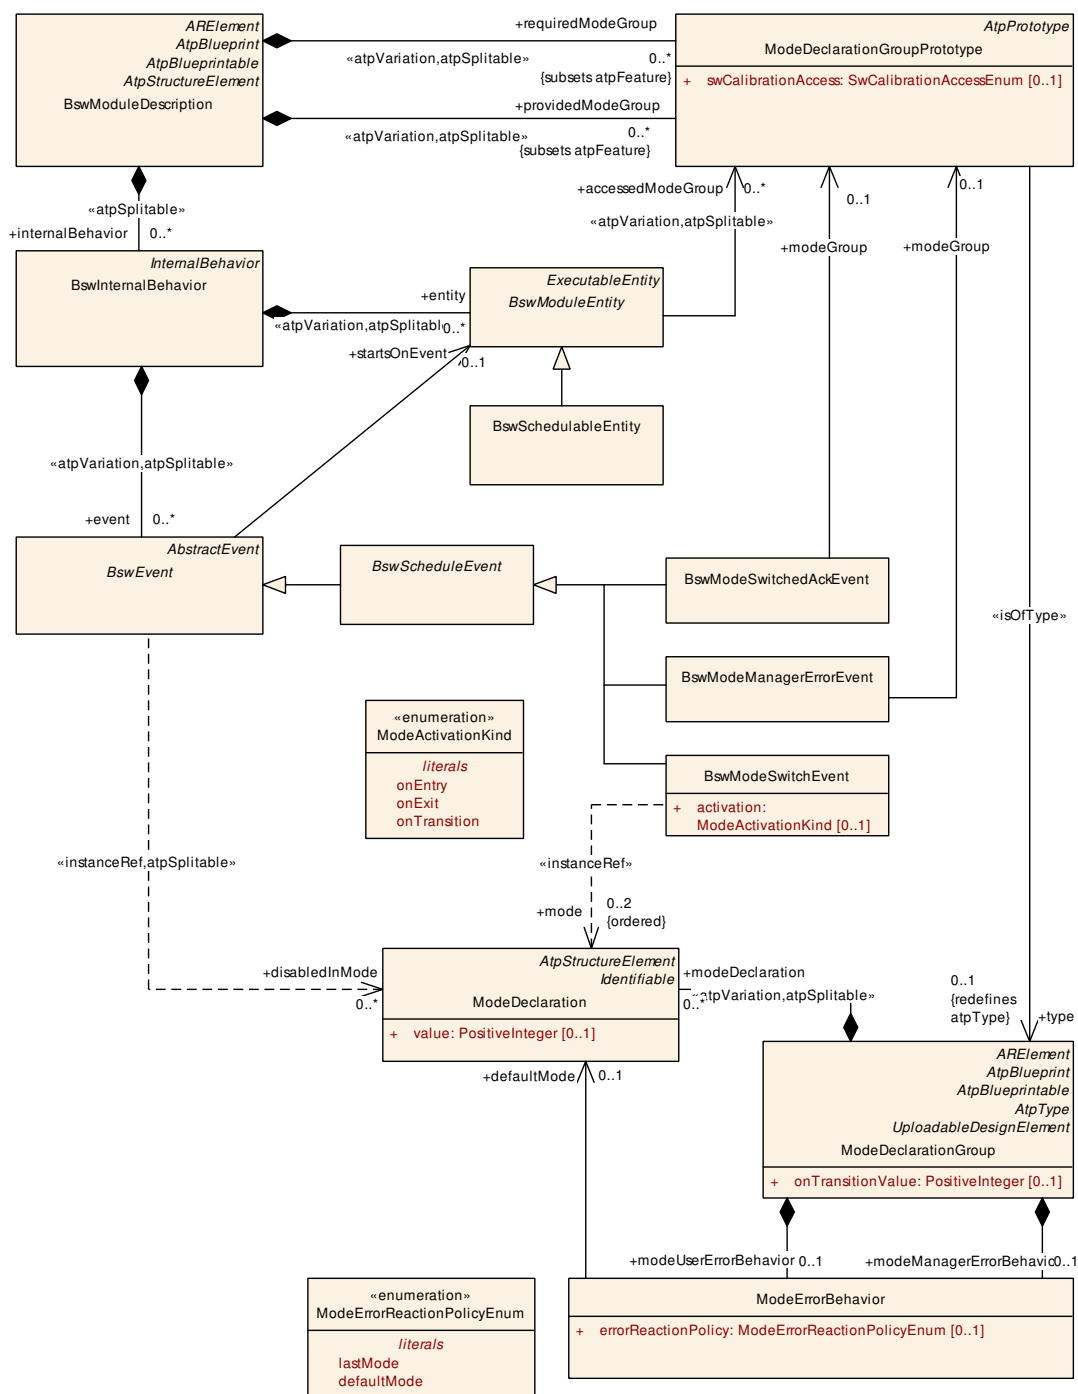 ARElement
AtpBlueprint
AtpBlueprintable
AtpStructureElement
BswModuleDescription
+requiredModeGroup
«atpVariation,atpSplitable»
0..*
{subsets atpFeature}
+providedModeGroup
«atpVariation,atpSplitable»
0..*
{subsets atpFeature}
AtpPrototype
ModeDeclarationGroupPrototype
+ swCalibrationAccess: SwCalibrationAccessEnum [0..1]
«atpSplitable»
+internalBehavior 0..*
+accessedModeGroup 0..*
«atpVariation,atpSplitable»
0..1
+modeGroup
0..1
+modeGroup
InternalBehavior
BswInternalBehavior
+entity
«atpVariation,atpSplitabl
0..*
ExecutableEntity
BswModuleEntity
+startsOnEvent
0..1
BswSchedulableEntity
«atpVariation,atpSplitable»
+event 0..*
AbstractEvent
BswEvent
BswScheduleEvent
BswModeSwitchedAckEvent
«isOfType»
BswModeManagerErrorEvent
«enumeration»
ModeActivationKind
literals
onEntry
onExit
onTransition
BswModeSwitchEvent
+ activation:
ModeActivationKind [0..1]
«instanceRef,atpSplitable»
«instanceRef»
+mode
0..2
{ordered}
+disabledInMode
0..*
AtpStructureElement
Identifiable
ModeDeclaration
+ value: PositiveInteger [0..1]
+modeDeclaration
0..*
«atpVariation,atpSplitable»
0..1
{redefines
atpType}
+type
+defaultMode 0..1
ARElement
AtpBlueprint
AtpBlueprintable
AtpType
UploadableDesignElement
ModeDeclarationGroup
+ onTransitionValue: PositiveInteger [0..1]
+modeUserErrorBehavior 0..1
+modeManagerErrorBehavic 0..1
«enumeration»
ModeErrorReactionPolicyEnum
literals
lastMode
defaultMode
ModeErrorBehavior
+ errorReactionPolicy: ModeErrorReactionPolicyEnum [0..1]